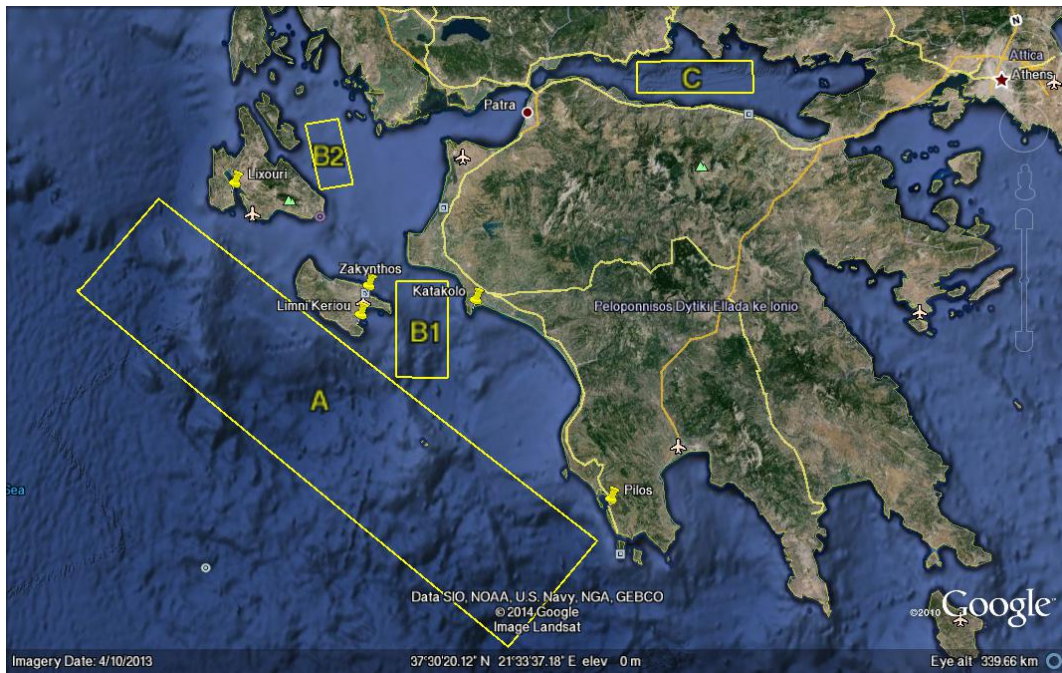 N
Attica
Athens
C
Patra
B2
Lixouri
Zakynthos
Katakolo
Limni Keriou
Peloponnisos Dytiki Ellada ke Ionio
B1
A
Sea
Pilos
Data SIO, NOAA, U.S. Navy, NGA, GEBCO
© 2014 Google
Image Landsat
©2010 Google
Imagery Date: 4/10/2013
37°30'20.12" N 21°33'37.18" E elev 0 m
Eye alt 339.66 km